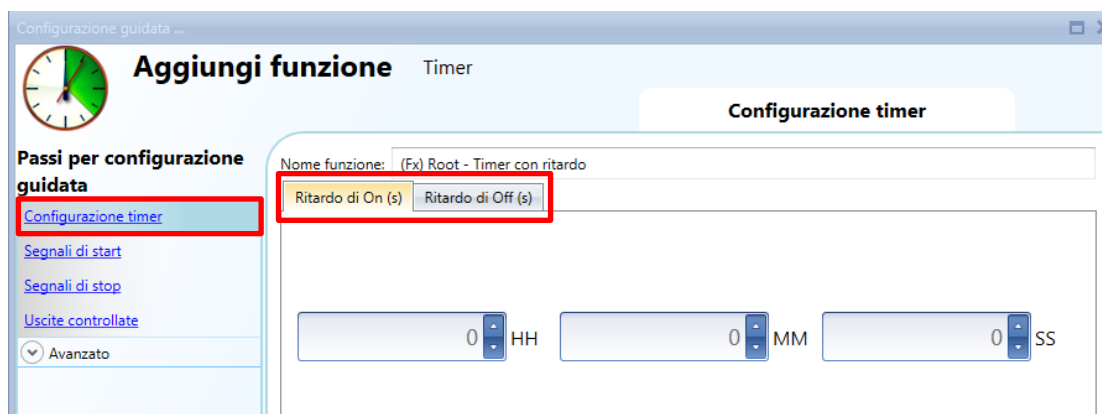 Configurazione guidata ...
Aggiungi funzione Timer
Configurazione timer
Passi per configurazione
guidata
Configurazione timer
Segnali di start
Segnali di stop
Uscite controllate
Avanzato
Nome funzione: (Fx) Root - Timer con ritardo
Ritardo di On (s) Ritardo di Off (s)
0 HH 0 MM 0 SS